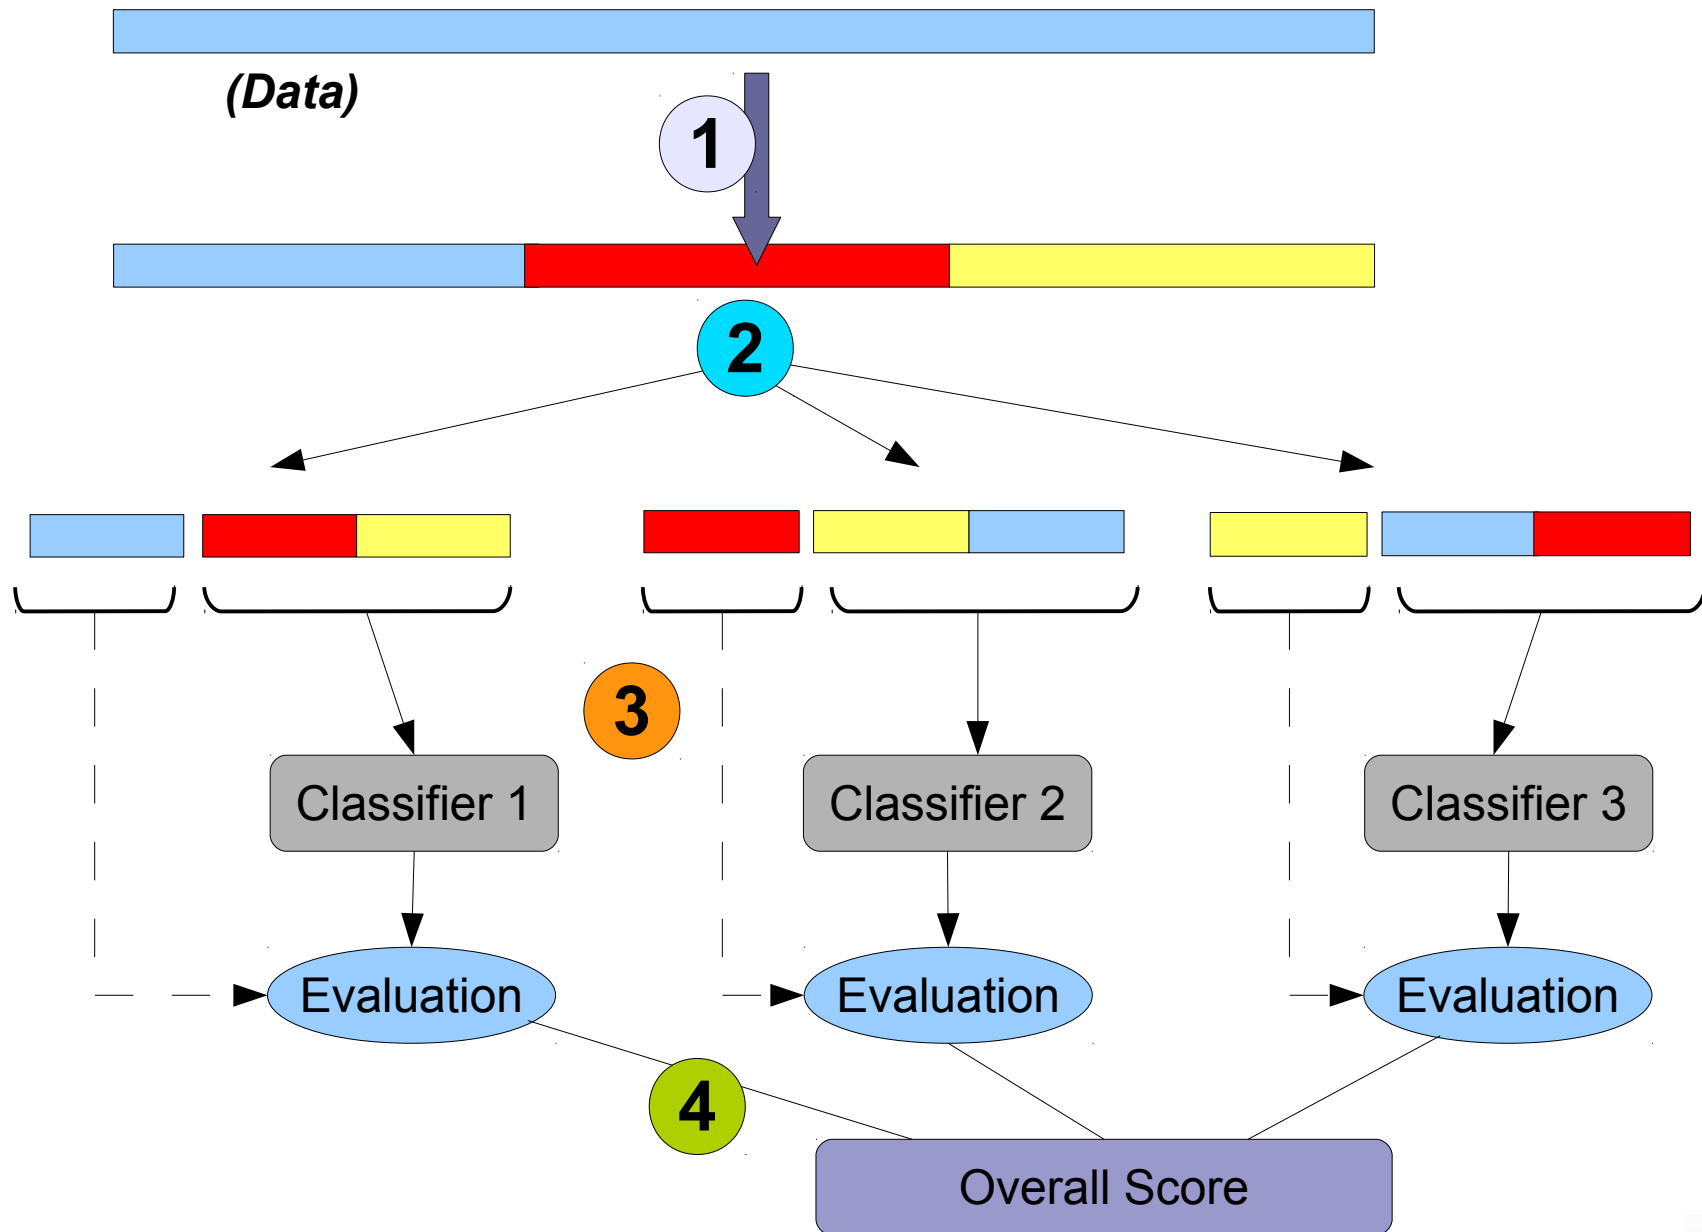 (Data)
1
2
3
Classifier 1
Classifier 2
Classifier 3
Evaluation
Evaluation
Evaluation
4
Overall Score